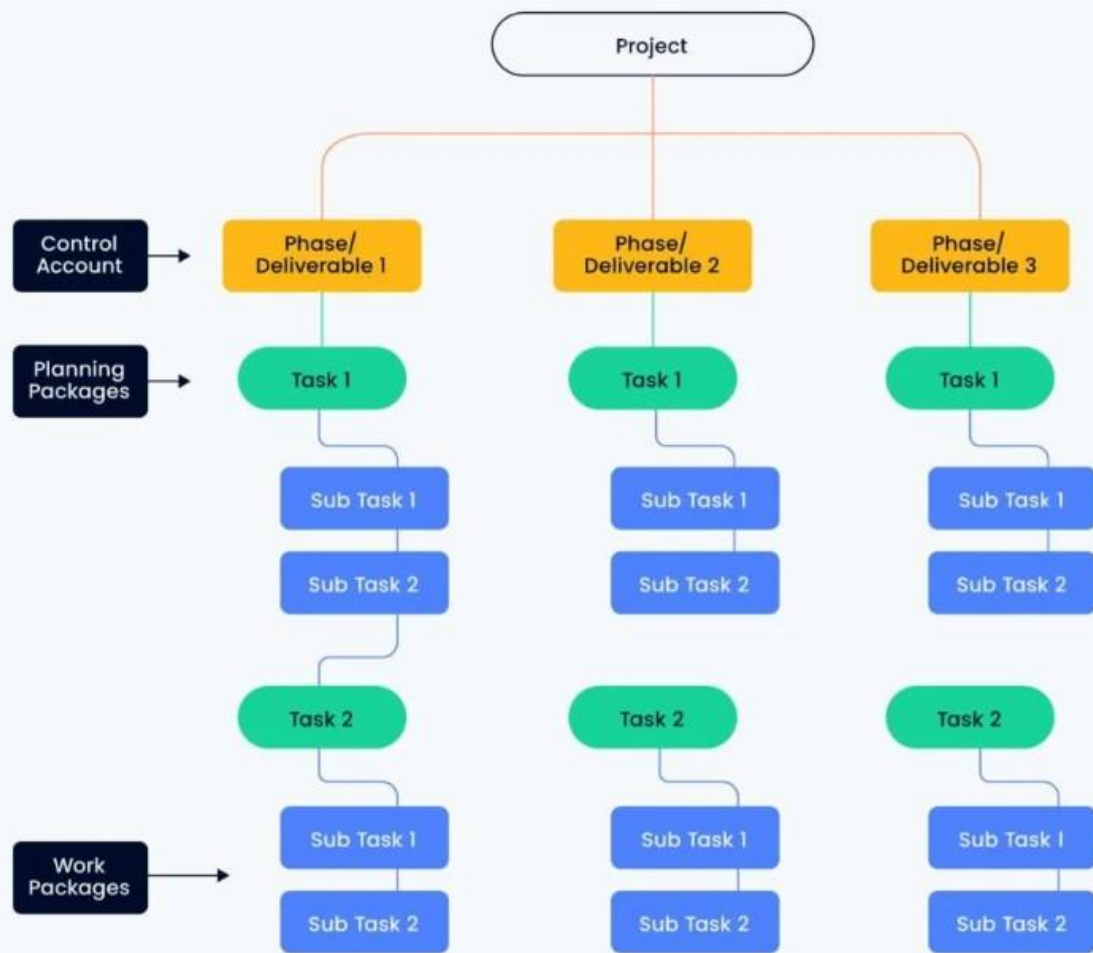 Project
Control
Account
Phase/
Deliverable 1
Phase/
Deliverable 2
Phase/
Deliverable 3
Planning
Packages
Task 1
Task 1
Task 1
Sub Task 1
Sub Task 1
Sub Task 1
Sub Task 2
Sub Task 2
Sub Task 2
Task 2
Task 2
Task 2
Work
Packages
Sub Task 1
Sub Task 1
Sub Task I
Sub Task 2
Sub Task 2
Sub Task 2